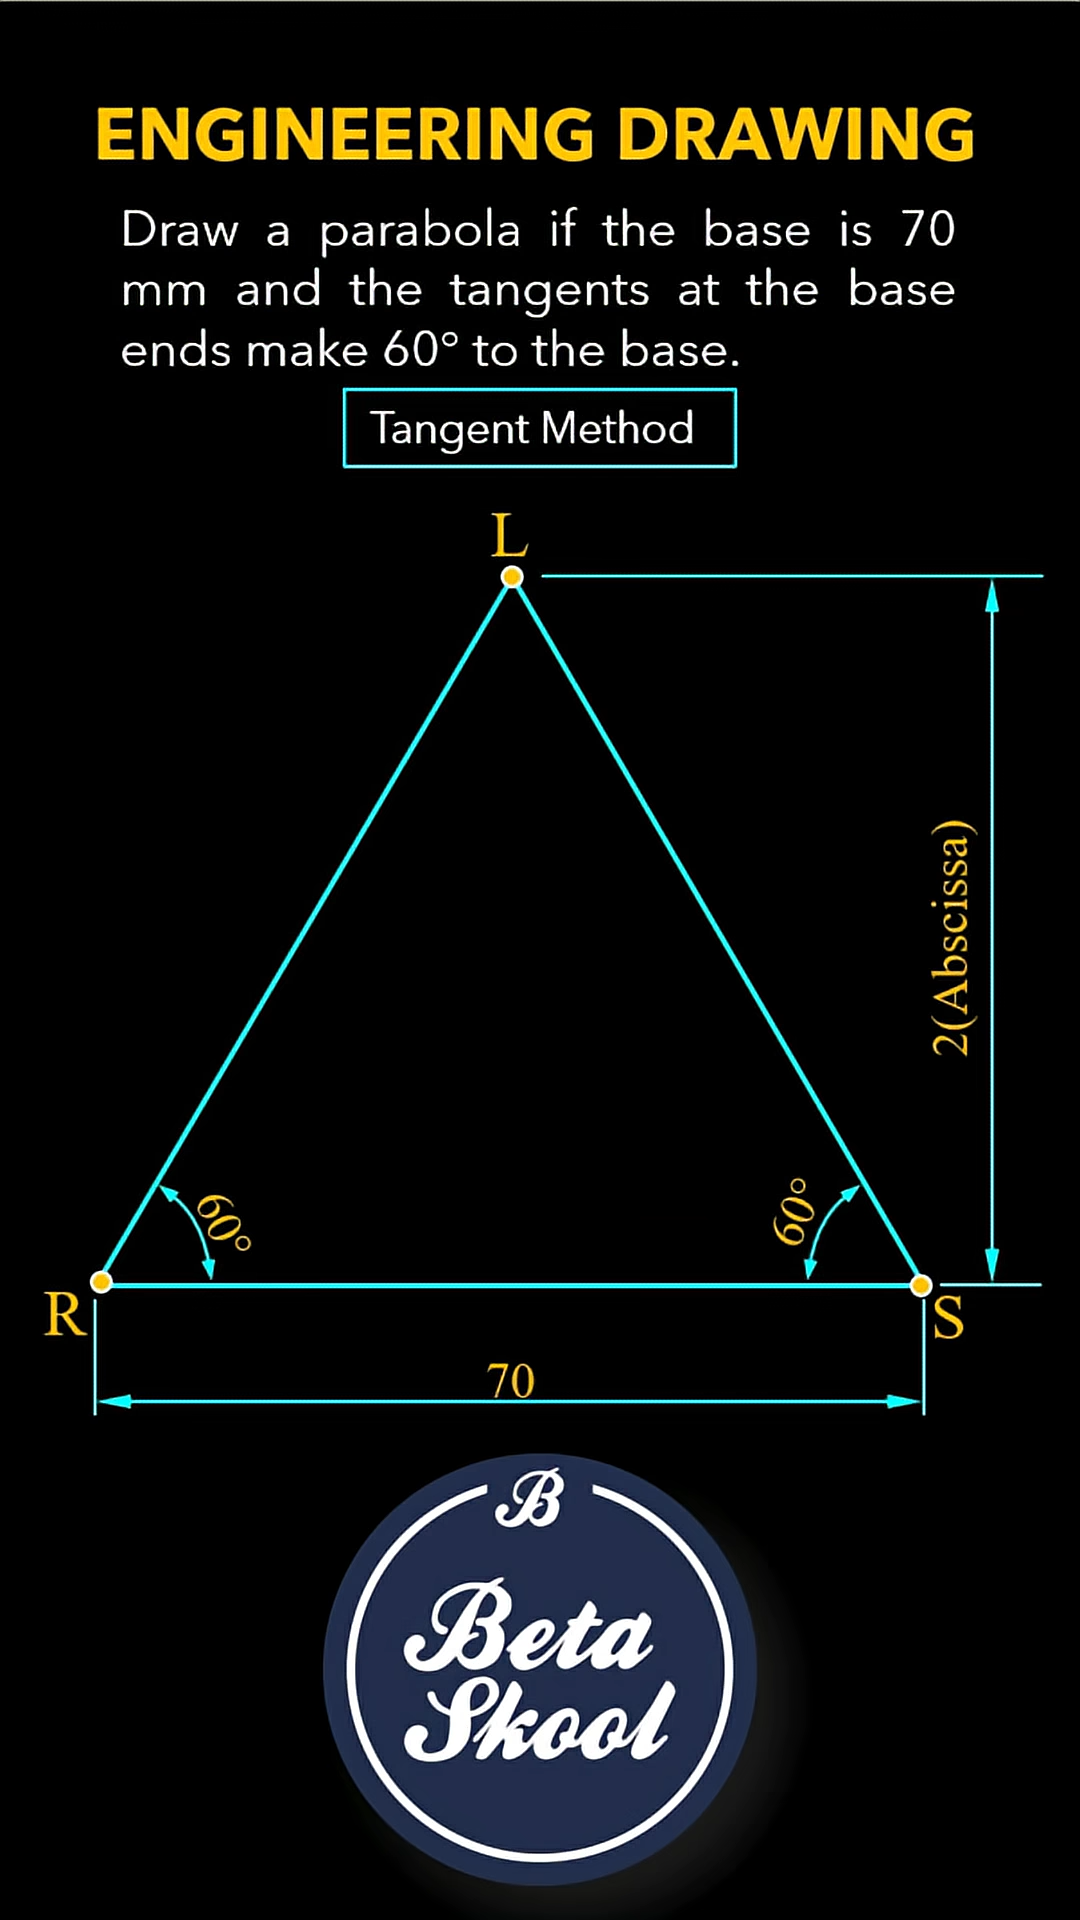 ENGINEERING DRAWING
Draw a parabola if the base is 70
mm and the tangents at the base
ends make 60° to the base.
Tangent Method
L
2(Abscissa)
60°
60°
R
S
70
B
Beta
Skool